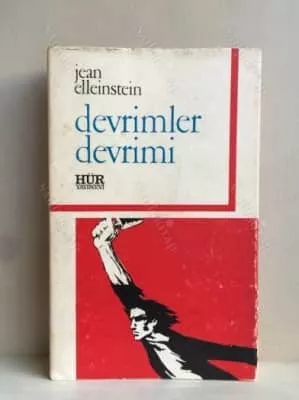 jean
elleinstein
devrimler
devrimi
HÜR
YAYINEVİ